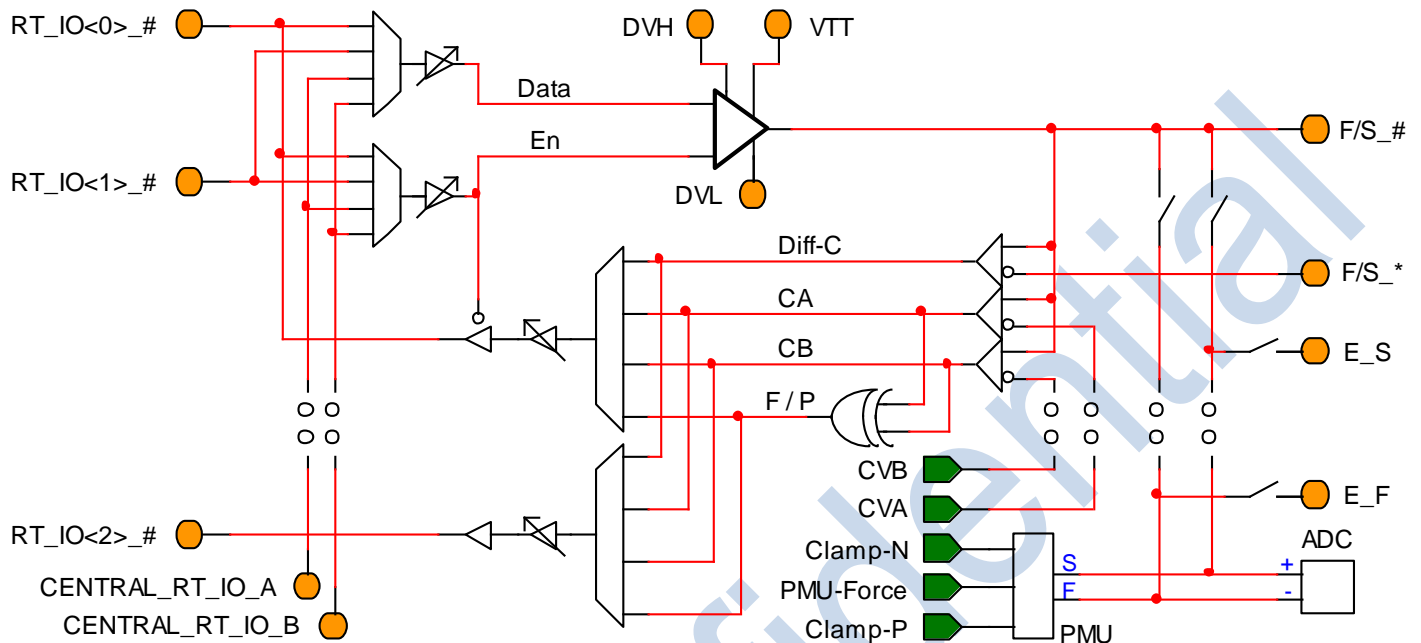 RT_IO<0>_#
DVH
VTT
Data
F/S_#
En
RT_IO<1>_#
DVL
Diff-C
F/S_*
CA
CB
E_S
F / P
CVB
CVA
E_F
RT_IO<2>_#
Clamp-N
ADC
S
+
CENTRAL_RT_IO_A
PMU-Force
F
-
CENTRAL_RT_IO_B
Clamp-P
PMU
fidential